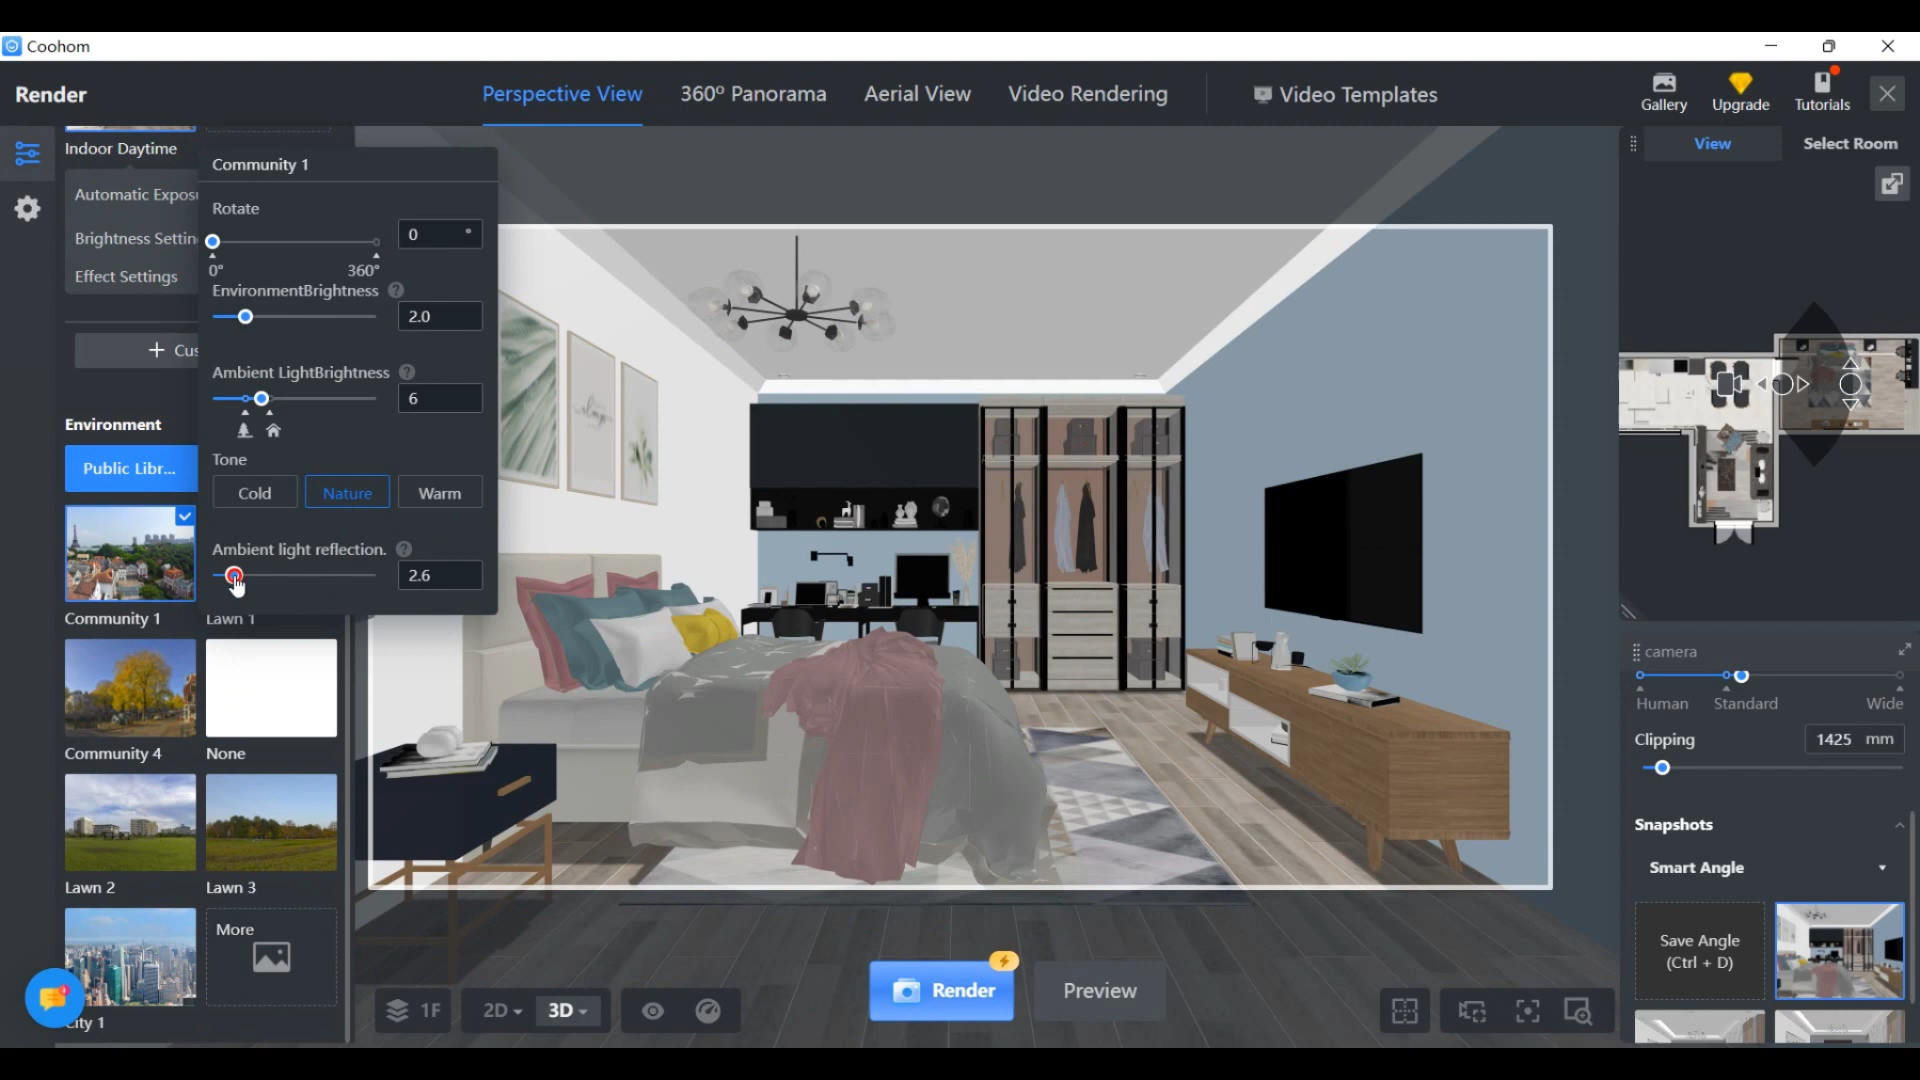 Coohom
Render
Perspective View
360° Panorama
Aerial View
Video Rendering
Video Templates
Gallery
Upgrade
Tutorials
Indoor Daytime
Automatic
Brightness
Effect Settings
+
Environment
Public Libr...
Community 1
Lawn 1
Community 4
None
Lawn 2
Lawn 3
More
City 1
Community 1
Rotate
0 °
0°
360°
EnvironmentBrightness ?
2.0
Ambient LightBrightness ?
6
Tone
Cold
Nature
Warm
Ambient light reflection. ?
2.6
1F
2D
3D
Render
Preview
View
Select Room
camera
Human
Standard
Wide
Clipping
1425 mm
Snapshots
Smart Angle
Save Angle
(Ctrl + D)